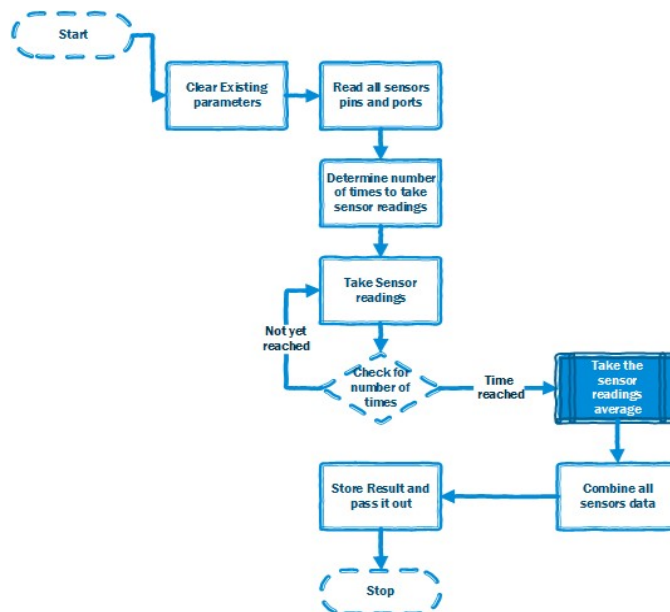 Start
Clear Existing
parameters
Read all sensors
pins and ports
Determine number
of times to take
sensor readings
Take Sensor
readings
Not yet
reached
Check for
number of
times
Time
reached
Take the
sensor
readings
average
Combine all
sensors data
Store Result and
pass it out
Stop